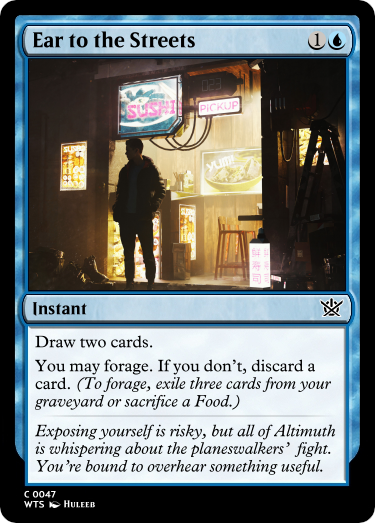 Ear to the Streets 1
SUSHI
PICKUP
YUM!
Instant
Draw two cards.
You may forage. If you don't, discard a
card. (To forage, exile three cards from your
graveyard or sacrifice a Food.)
Exposing yourself is risky, but all of Altimuth
is whispering about the planeswalkers' fight.
You're bound to overhear something useful.
C 0047
WTS Huleeb